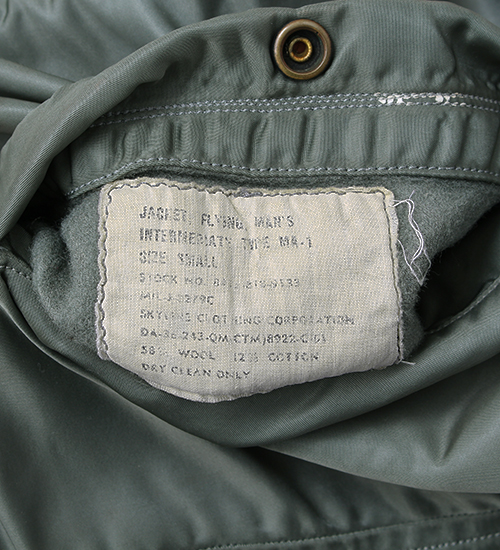 JACKET, FLYING, MAN'S
INTERMEDIATE TYPE MA-1
SIZE SMALL
STOCK NO.
MIL-J-8279C
SKYLINE CLOTHING CORPORATION
WOOL 12% COTTON
DRY CLEAN ONLY